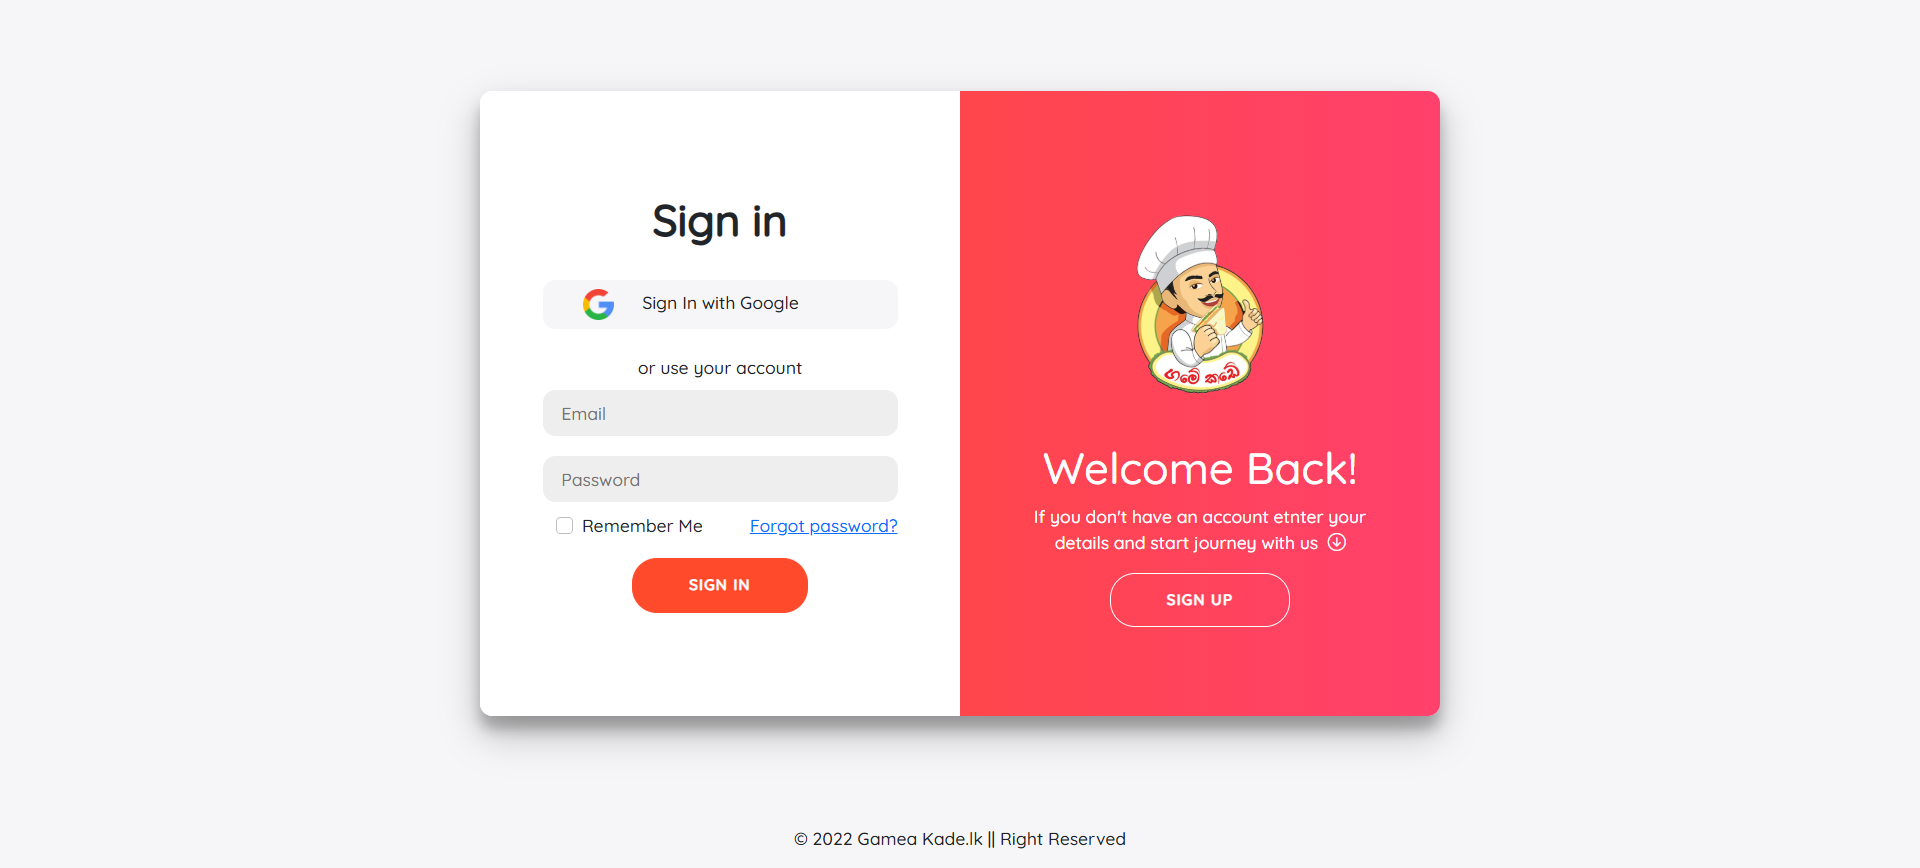 Sign in
Sign In with Google
or use your account
Email
Password
Remember Me
Forgot password?
SIGN IN
ගමේ කඩේ
Welcome Back!
If you don't have an account etnter your
details and start journey with us
SIGN UP
© 2022 Gamea Kade.lk || Right Reserved